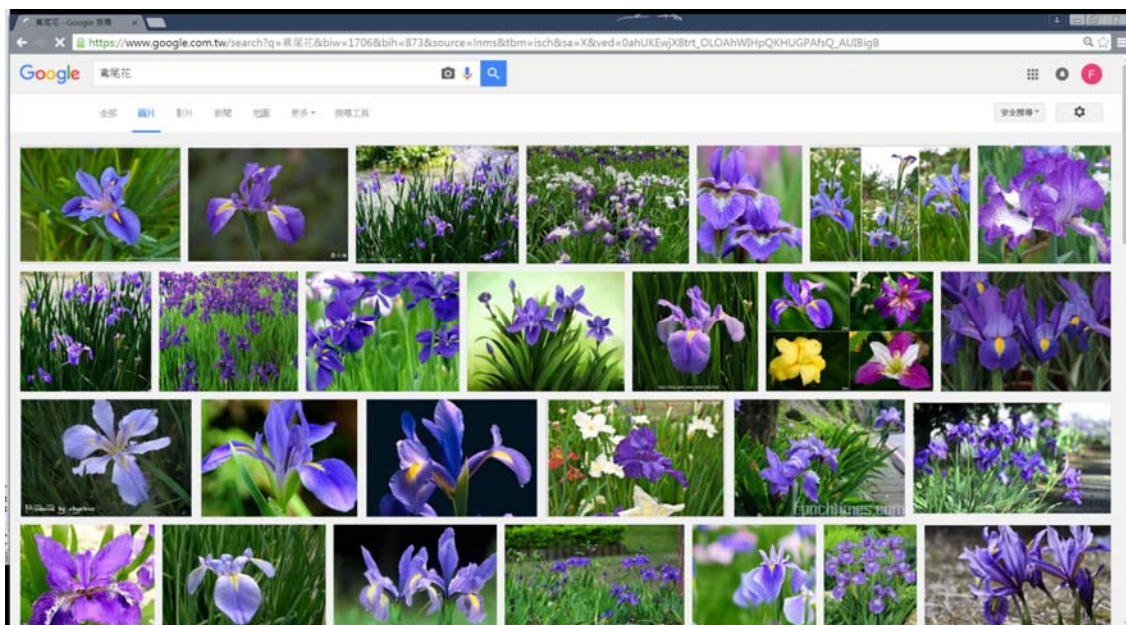 鳶尾花 - Google 搜尋
https://www.google.com.tw/search?q=鳶尾花&biw=1706&bih=873&source=lnms&tbm=isch&sa=X&ved=0ahUKEwjX8trt_OLOAhWIHpQKHUGPAfsQ_AUIBigB
Google 鳶尾花 F
全部 圖片 影片 新聞 地圖 更多 搜尋工具 安全搜尋
EpochTimes.com